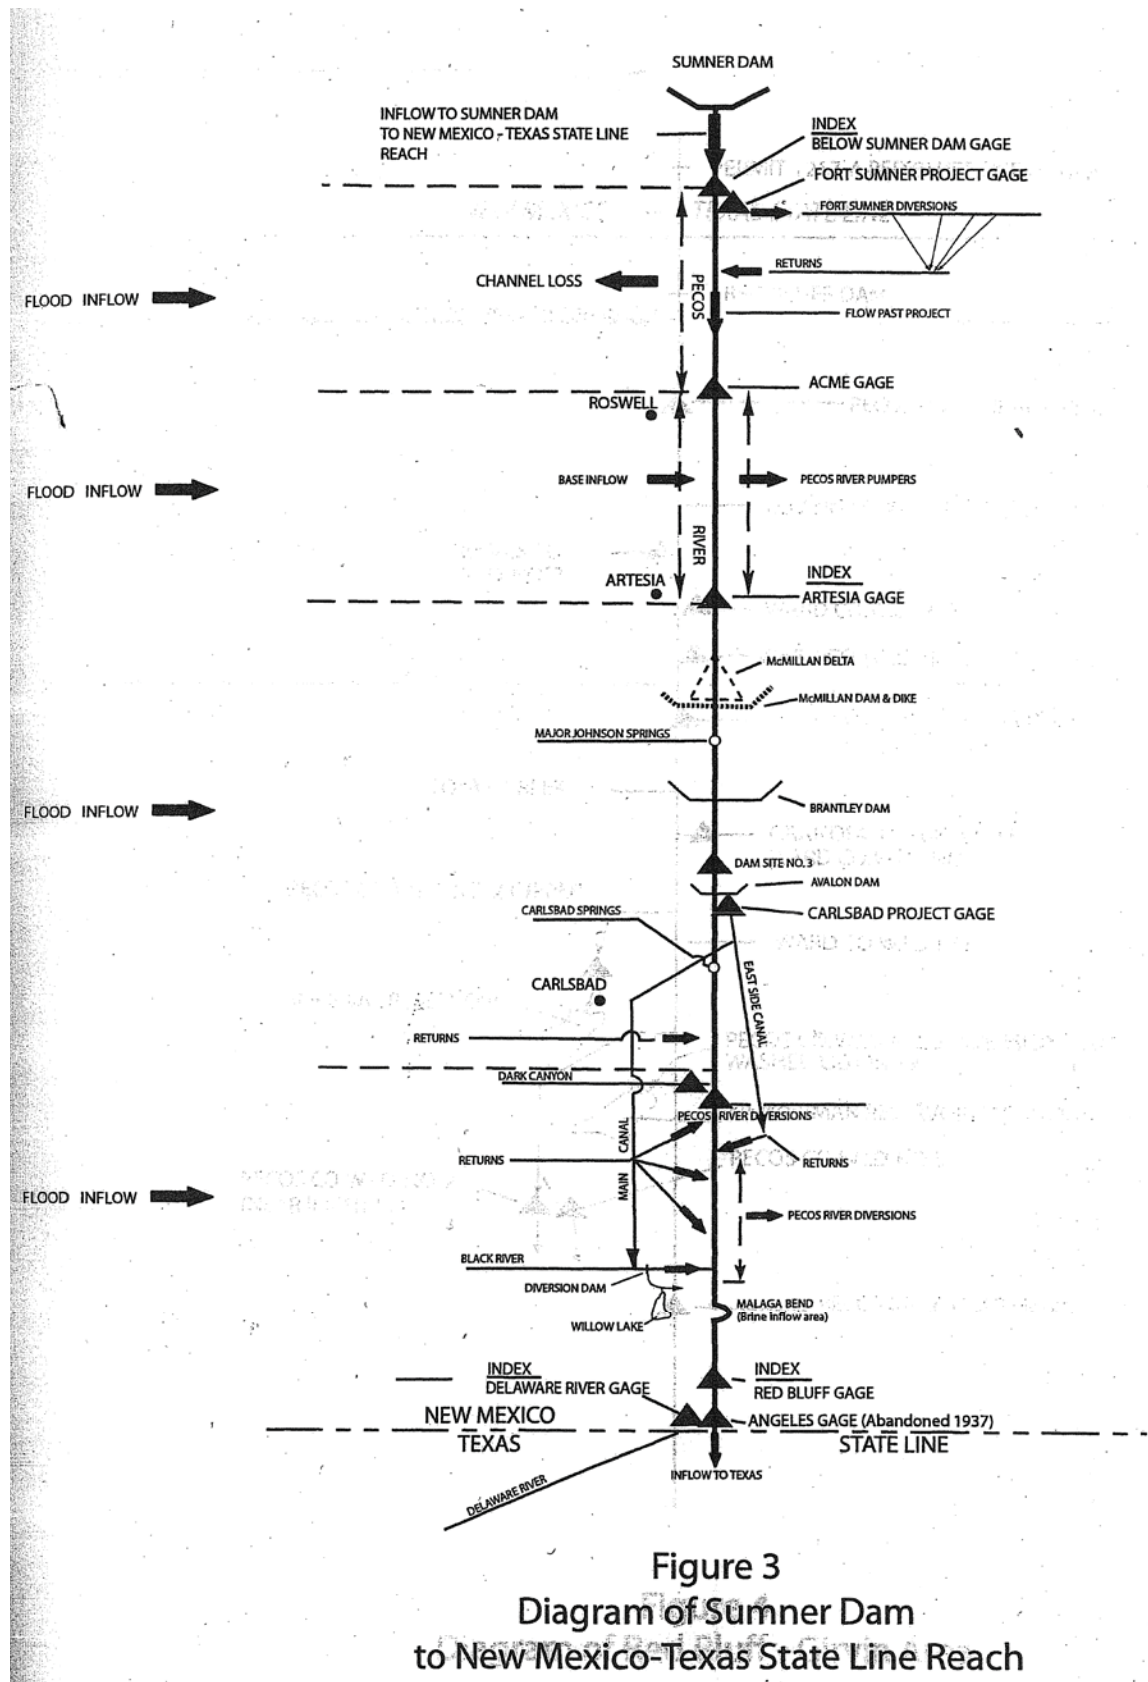 SUMNER DAM
INFLOW TO SUMNER DAM
TO NEW MEXICO - TEXAS STATE LINE
REACH
INDEX
BELOW SUMNER DAM GAGE
FORT SUMNER PROJECT GAGE
FORT SUMNER DIVERSIONS
RETURNS
CHANNEL LOSS
PECOS
FLOOD INFLOW
FLOW PAST PROJECT
ACME GAGE
ROSWELL
BASE INFLOW
PECOS RIVER PUMPERS
FLOOD INFLOW
RIVER
ARTESIA
INDEX
ARTESIA GAGE
McMILLAN DELTA
McMILLAN DAM & DIKE
MAJOR JOHNSON SPRINGS
FLOOD INFLOW
BRANTLEY DAM
DAM SITE NO. 3
AVALON DAM
CARLSBAD SPRINGS
CARLSBAD PROJECT GAGE
EAST SIDE CANAL
CARLSBAD
RETURNS
DARK CANYON
PECOS RIVER DIVERSIONS
MAIN CANAL
RETURNS
RETURNS
FLOOD INFLOW
PECOS RIVER DIVERSIONS
BLACK RIVER
DIVERSION DAM
WILLOW LAKE
MALAGA BEND
(Brine inflow area)
INDEX
DELAWARE RIVER GAGE
INDEX
RED BLUFF GAGE
NEW MEXICO
ANGELES GAGE (Abandoned 1937)
TEXAS
STATE LINE
INFLOW TO TEXAS
DELAWARE RIVER
Figure 3
Diagram of Sumner Dam
to New Mexico-Texas State Line Reach